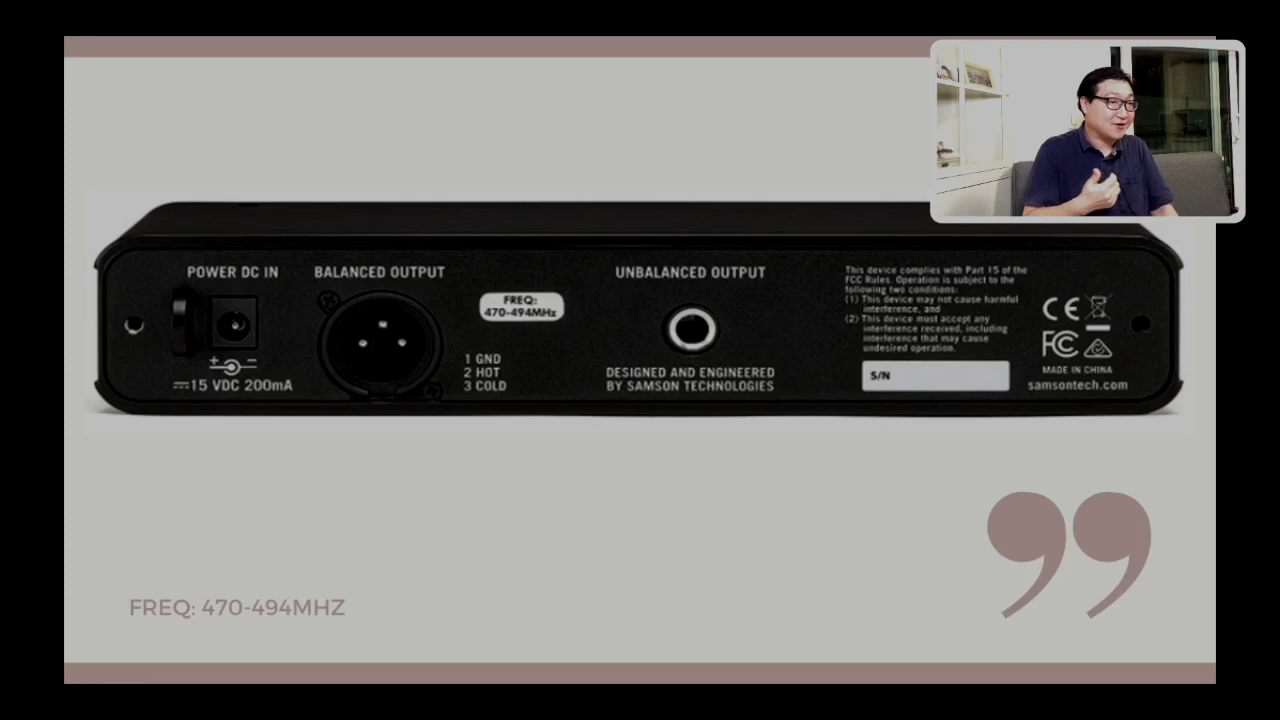 POWER DC IN
15 VDC 200mA
BALANCED OUTPUT
FREQ:
470-494MHz
1 GND
2 HOT
3 COLD
UNBALANCED OUTPUT
DESIGNED AND ENGINEERED
BY SAMSON TECHNOLOGIES
This device complies with Part 15 of the
FCC Rules. Operation is subject to the
following two conditions:
(1) This device may not cause harmful
interference, and
(2) This device must accept any
interference received, including
interference that may cause
undesired operation.
S/N
CE
FC
MADE IN CHINA
samsontech.com
FREQ: 470-494MHZ